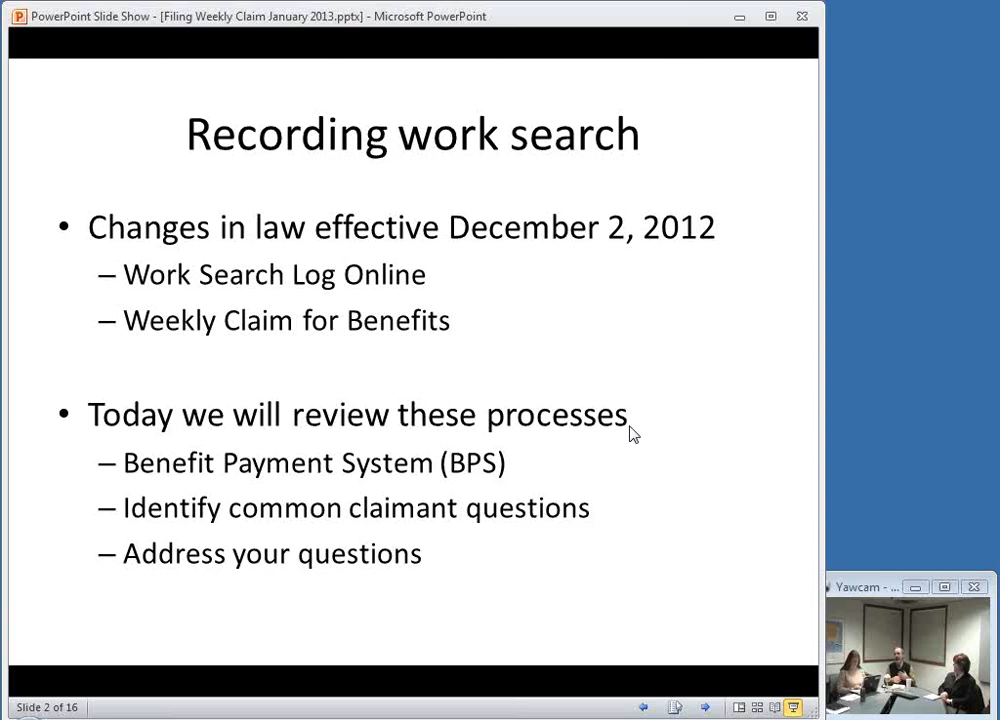 PowerPoint Slide Show - [Filing Weekly Claim January 2013.pptx] - Microsoft PowerPoint
Recording work search
• Changes in law effective December 2, 2012
– Work Search Log Online
– Weekly Claim for Benefits
• Today we will review these processes
– Benefit Payment System (BPS)
– Identify common claimant questions
– Address your questions
Yawcam - ...
Slide 2 of 16